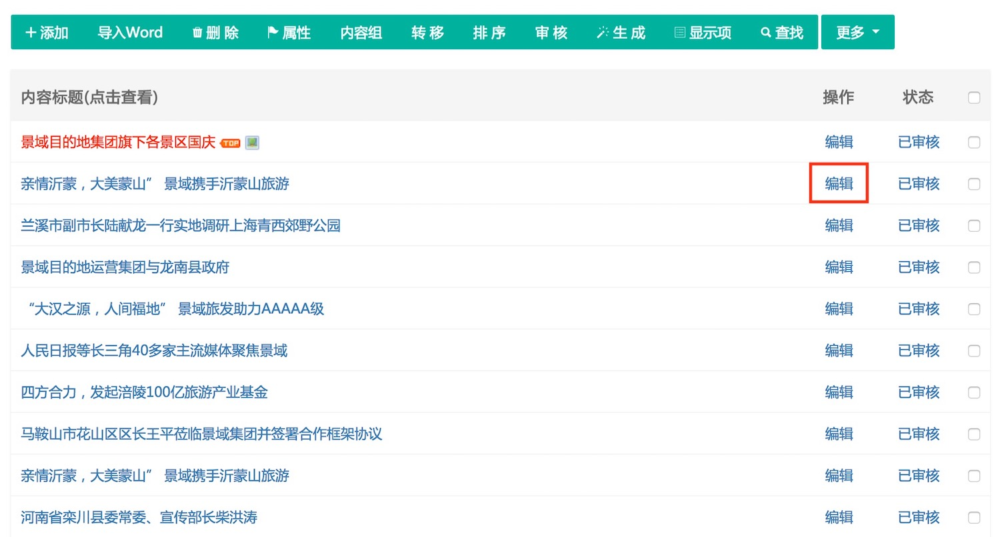 添加 导入Word 删 除 属性 内容组 转 移 排 序 审 核 生 成 显示项 查找 更多
内容标题(点击查看) 操作 状态
景域目的地集团旗下各景区国庆 TOP 编辑 已审核
亲情沂蒙，大美蒙山” 景域携手沂蒙山旅游 编辑 已审核
兰溪市副市长陆献龙一行实地调研上海青西郊野公园 编辑 已审核
景域目的地运营集团与龙南县政府 编辑 已审核
“大汉之源，人间福地” 景域旅发助力AAAAA级 编辑 已审核
人民日报等长三角40多家主流媒体聚焦景域 编辑 已审核
四方合力，发起涪陵100亿旅游产业基金 编辑 已审核
马鞍山市花山区区长王平莅临景域集团并签署合作框架协议 编辑 已审核
亲情沂蒙，大美蒙山” 景域携手沂蒙山旅游 编辑 已审核
河南省栾川县委常委、宣传部长柴洪涛 编辑 已审核